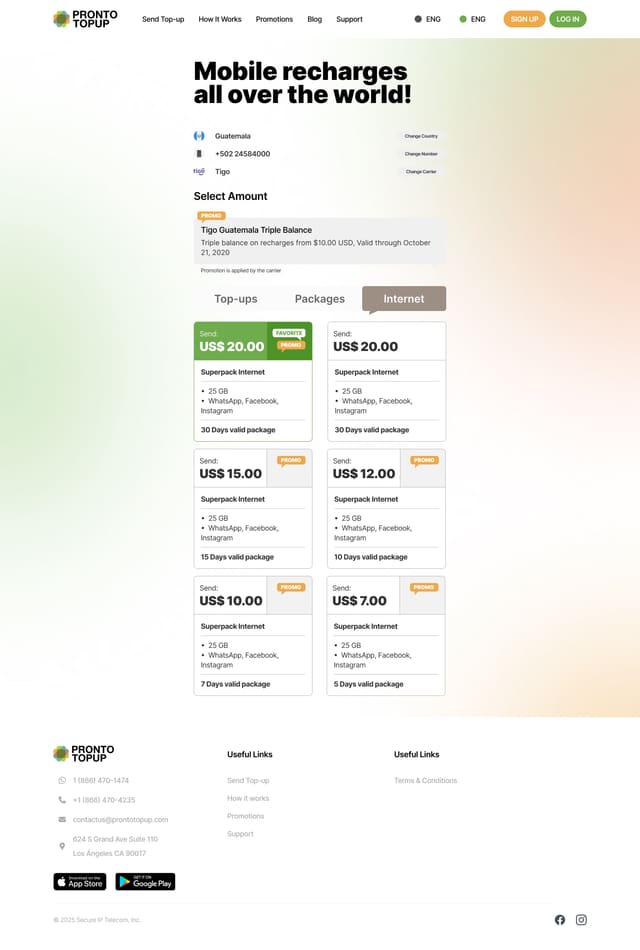 PRONTO
TOPUP
Send Top-up
How It Works
Promotions
Blog
Support
ENG
ENG
SIGN UP
LOG IN
Mobile recharges
all over the world!
Guatemala
Change Country
+502 24584000
Change Number
tigo
Tigo
Change Carrier
Select Amount
PROMO
Tigo Guatemala Triple Balance
Triple balance on recharges from $10.00 USD, Valid through October
21, 2020
Promotion is applied by the carrier
Top-ups
Packages
Internet
Send:
US$ 20.00
FAVORITE
PROMO
Superpack Internet
• 25 GB
• WhatsApp, Facebook,
Instagram
30 Days valid package
Send:
US$ 20.00
Superpack Internet
• 25 GB
• WhatsApp, Facebook,
Instagram
30 Days valid package
Send:
US$ 15.00
PROMO
Superpack Internet
• 25 GB
• WhatsApp, Facebook,
Instagram
15 Days valid package
Send:
US$ 12.00
PROMO
Superpack Internet
• 25 GB
• WhatsApp, Facebook,
Instagram
10 Days valid package
Send:
US$ 10.00
PROMO
Superpack Internet
• 25 GB
• WhatsApp, Facebook,
Instagram
7 Days valid package
Send:
US$ 7.00
PROMO
Superpack Internet
• 25 GB
• WhatsApp, Facebook,
Instagram
5 Days valid package
PRONTO
TOPUP
1 (866) 470-1474
+1 (866) 470-4235
contactus@prontotopup.com
624 S Grand Ave Suite 110
Los Ángeles CA 90017
Download on the
App Store
GET IT ON
Google Play
Useful Links
Send Top-up
How it works
Promotions
Support
Useful Links
Terms & Conditions
© 2025 Secure IP Telecom, Inc.